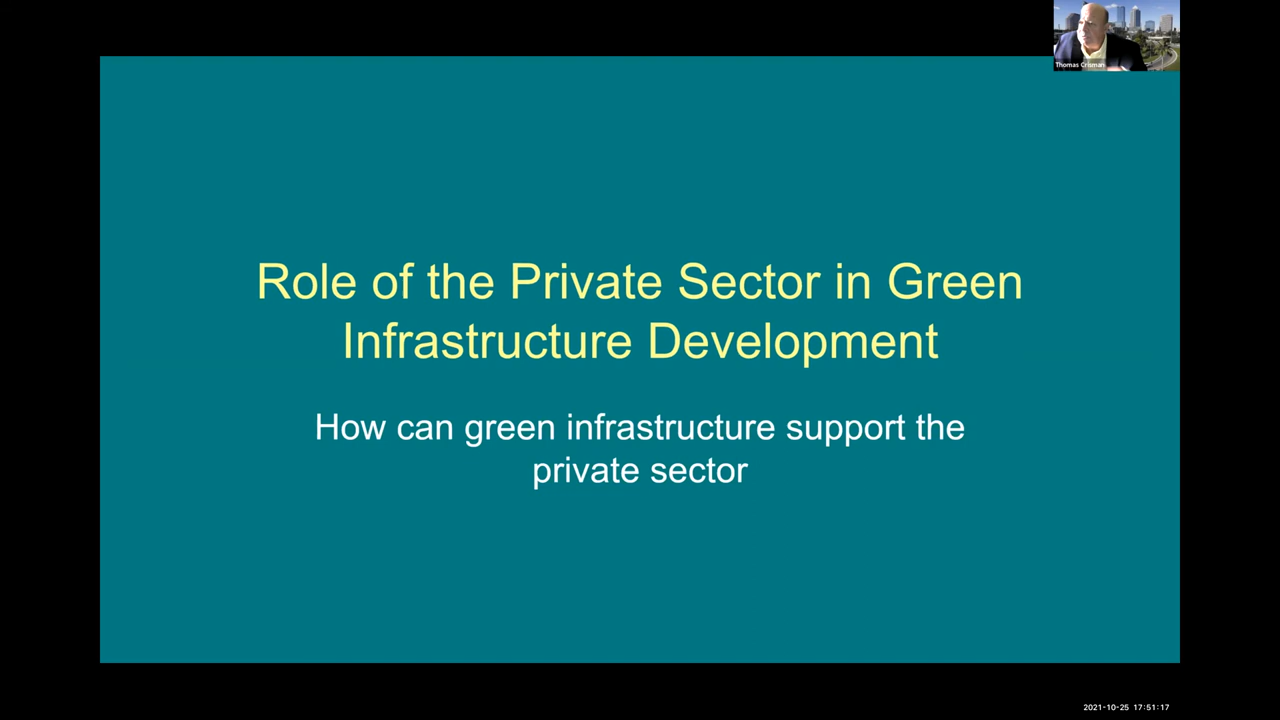 Thomas Crisman
Role of the Private Sector in Green
Infrastructure Development
How can green infrastructure support the
private sector
2021-10-25 17:51:17